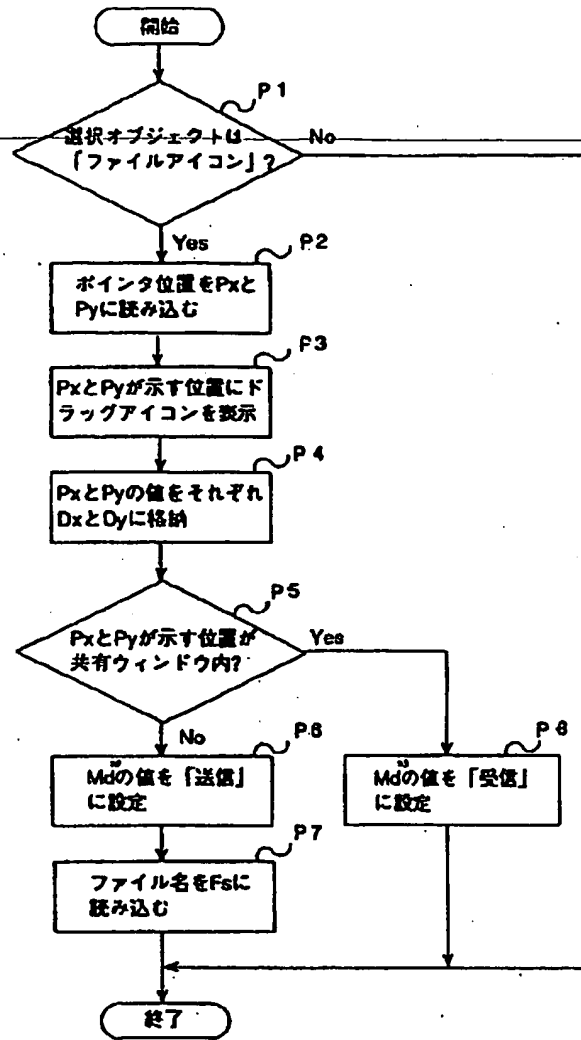 開始
P1
選択オブジェクトは
「ファイルアイコン」?
No
Yes
P2
ポインタ位置をPxと
Pyに読み込む
P3
PxとPyが示す位置にド
ラッグアイコンを表示
P4
PxとPyの値をそれぞれ
DxとDyに格納
P5
PxとPyが示す位置が
共有ウィンドウ内?
Yes
No
P6
Mdの値を「送信」
に設定
P8
Mdの値を「受信」
に設定
P7
ファイル名をFsに
読み込む
終了